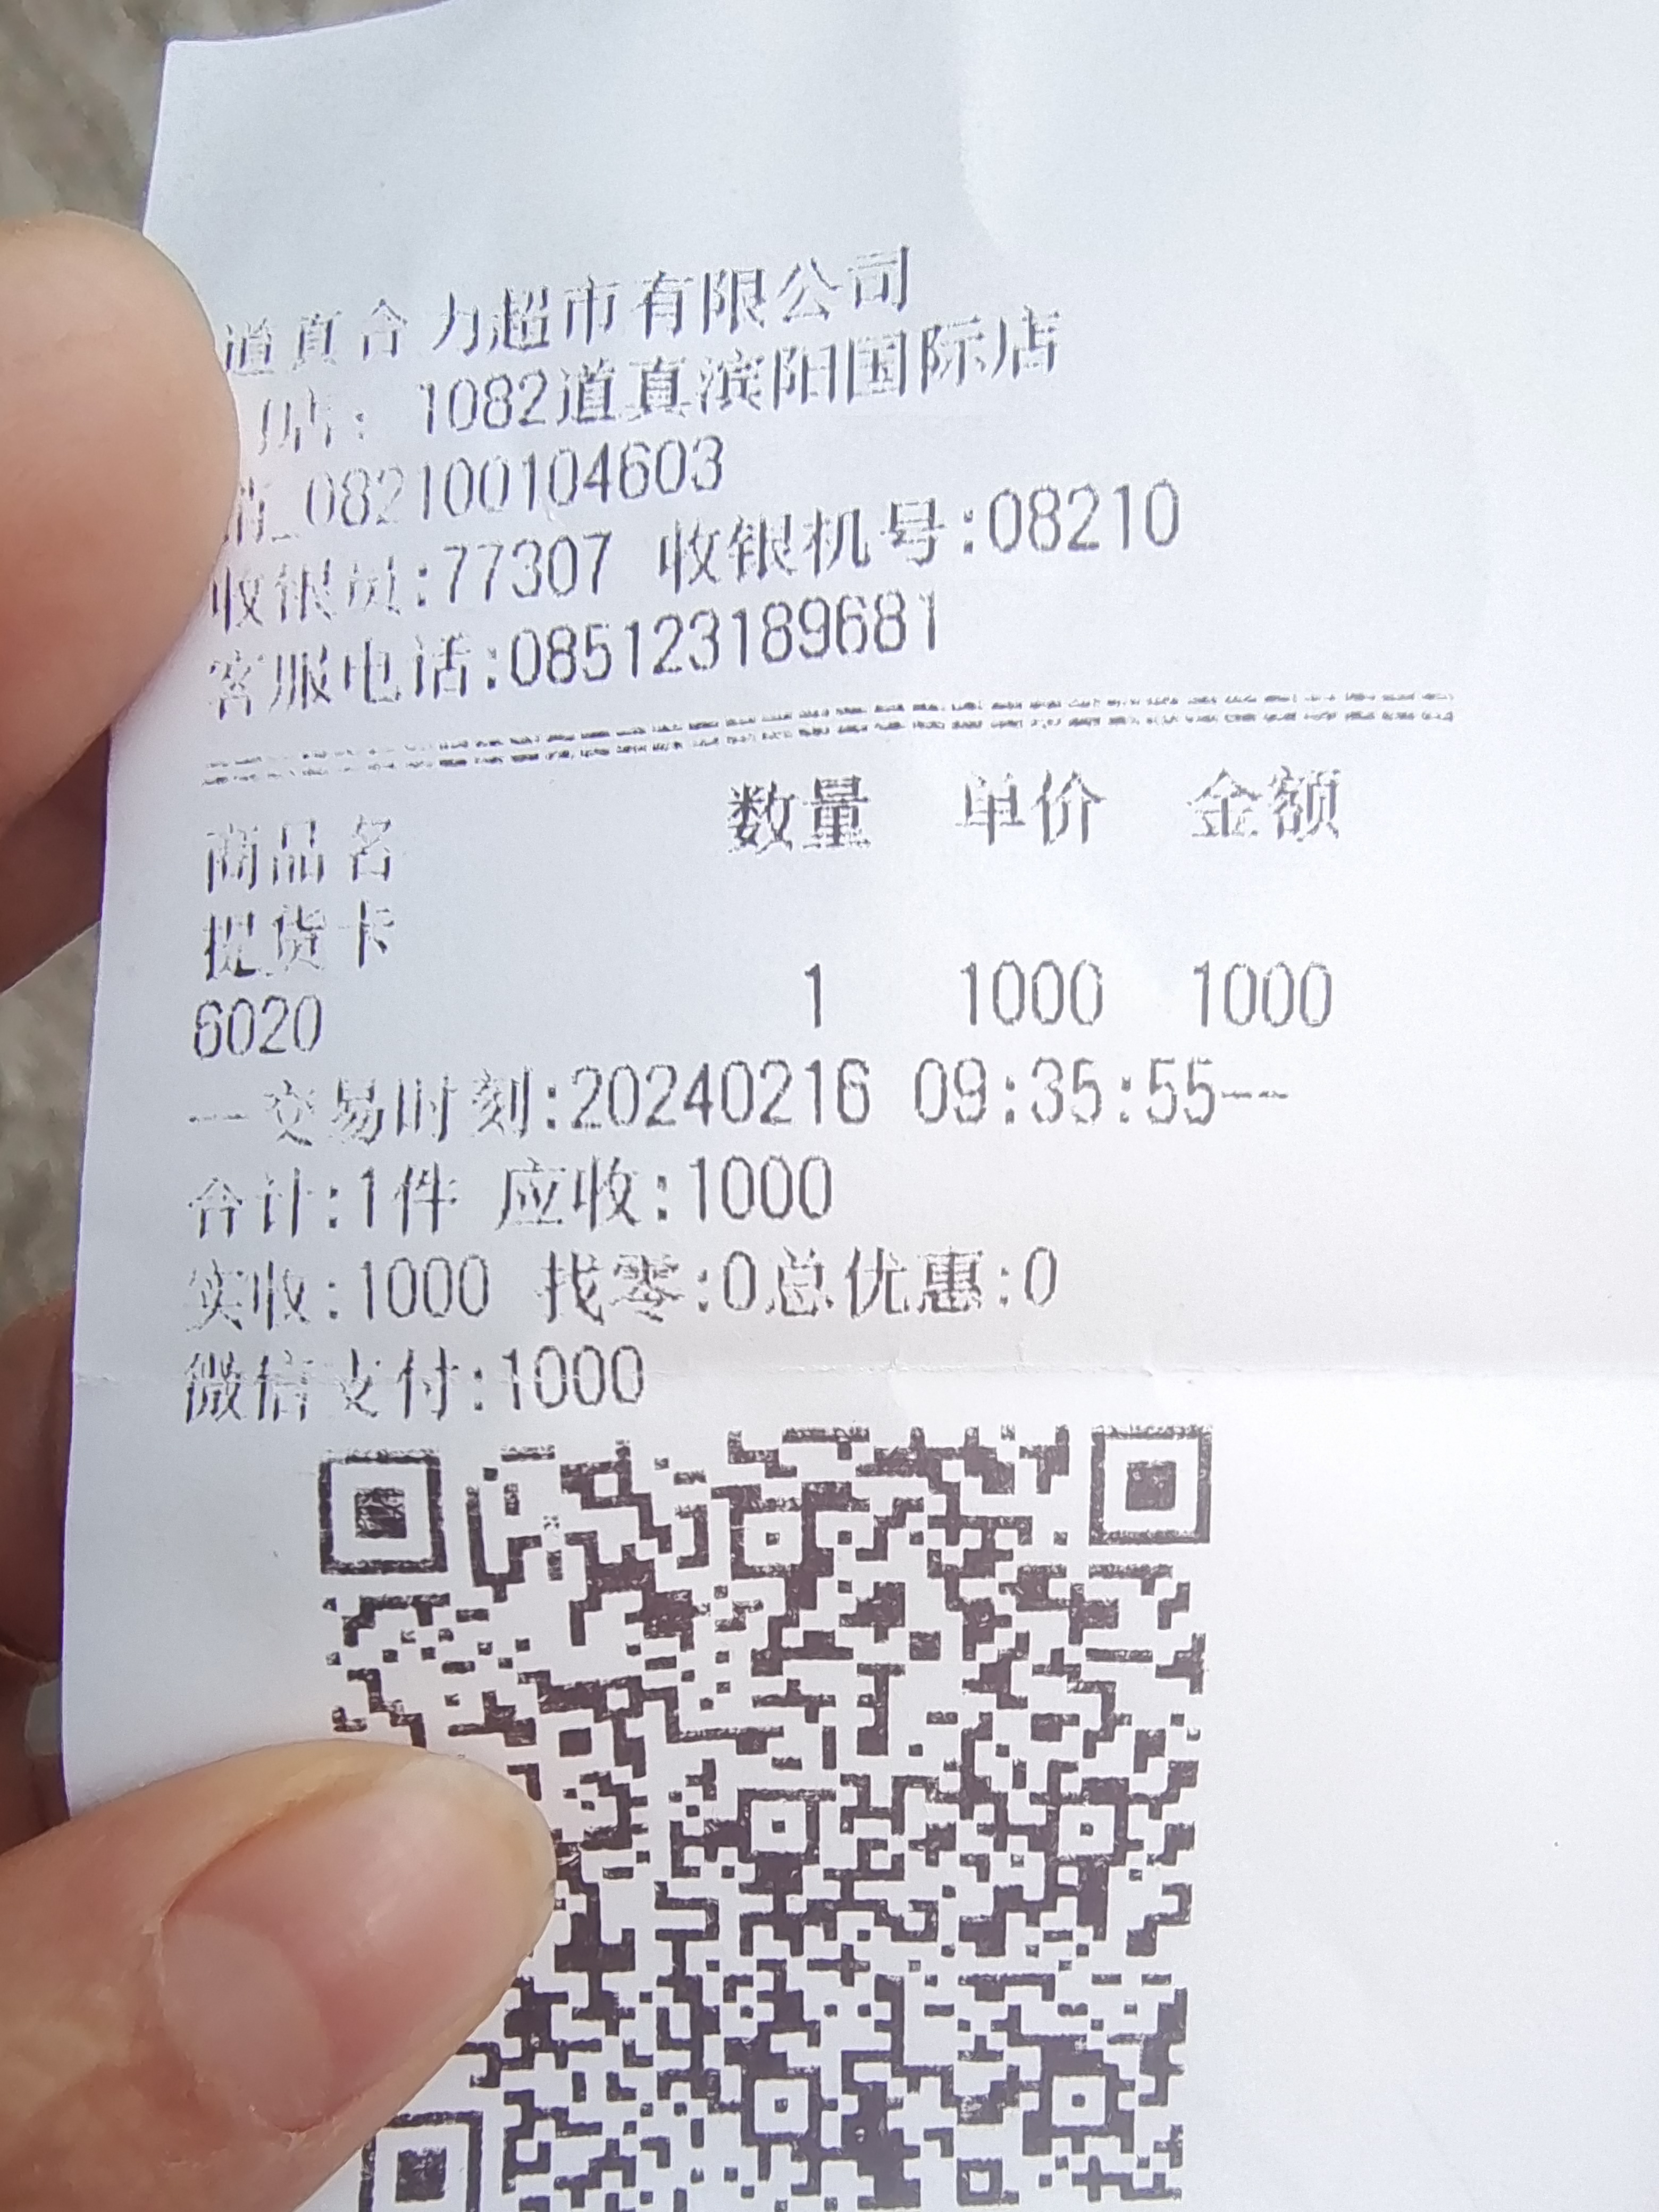 道真合力超市有限公司
店: 1082道真滨阳国际店
082100104603
收银员:77307 收银机号:08210
客服电话:085123189681
商品名 数量 单价 金额
提货卡
6020 1 1000 1000
一交易时刻:20240216 09:35:55--
合计:1件 应收:1000
实收:1000 找零:0总优惠:0
微信支付:1000